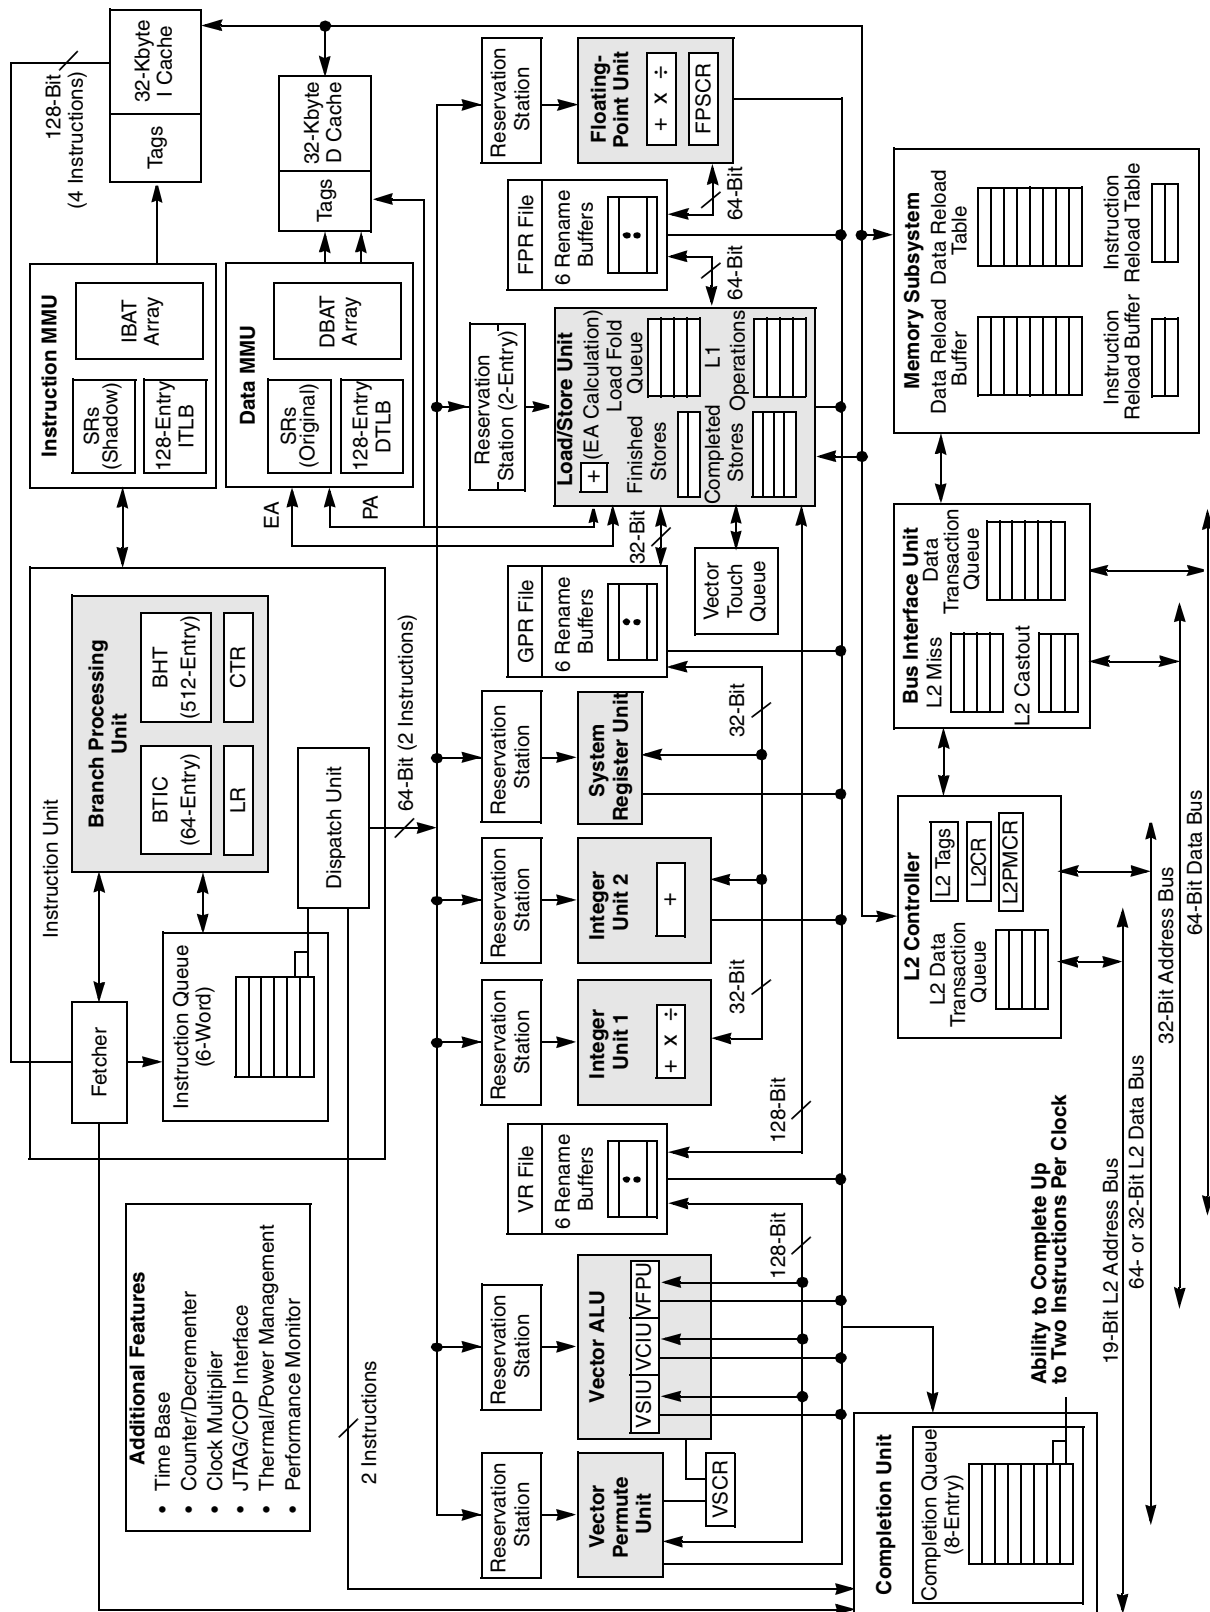 Additional Features
• Time Base
• Counter/Decrementer
• Clock Multiplier
• JTAG/COP Interface
• Thermal/Power Management
• Performance Monitor
Instruction Unit
Fetcher
Instruction Queue
(6-Word)
Branch Processing
Unit
BTIC
(64-Entry)
BHT
(512-Entry)
LR
CTR
Dispatch Unit
64-Bit (2 Instructions)
2 Instructions
Instruction MMU
SRs
(Shadow)
128-Entry
ITLB
IBAT
Array
Data MMU
SRs
(Original)
128-Entry
DTLB
DBAT
Array
EA
PA
128-Bit
(4 Instructions)
Tags
32-Kbyte
I Cache
Tags
32-Kbyte
D Cache
Reservation
Station
Reservation
Station
Reservation
Station
Reservation
Station
Reservation
Station
Reservation
Station (2-Entry)
Reservation
Station
Vector
Permute
Unit
VSCR
Vector ALU
VSIU
VCIU
VFPU
128-Bit
VR File
6 Rename
Buffers
128-Bit
Integer
Unit 1
+ x ÷
32-Bit
Integer
Unit 2
+
System
Register Unit
32-Bit
GPR File
6 Rename
Buffers
32-Bit
Vector
Touch
Queue
Load/Store Unit
+
(EA Calculation)
Load Fold
Queue
Finished
Stores
L1
Operations
Completed
Stores
64-Bit
FPR File
6 Rename
Buffers
64-Bit
Floating-
Point Unit
+ x ÷
FPSCR
Completion Unit
Completion Queue
(8-Entry)
Ability to Complete Up
to Two Instructions Per Clock
L2 Controller
L2 Data
Transaction
Queue
L2 Tags
L2CR
L2PMCR
Bus Interface Unit
L2 Miss
Data
Transaction
Queue
L2 Castout
Memory Subsystem
Data Reload
Buffer
Data Reload
Table
Instruction
Reload Buffer
Instruction
Reload Table
19-Bit L2 Address Bus
64- or 32-Bit L2 Data Bus
32-Bit Address Bus
64-Bit Data Bus